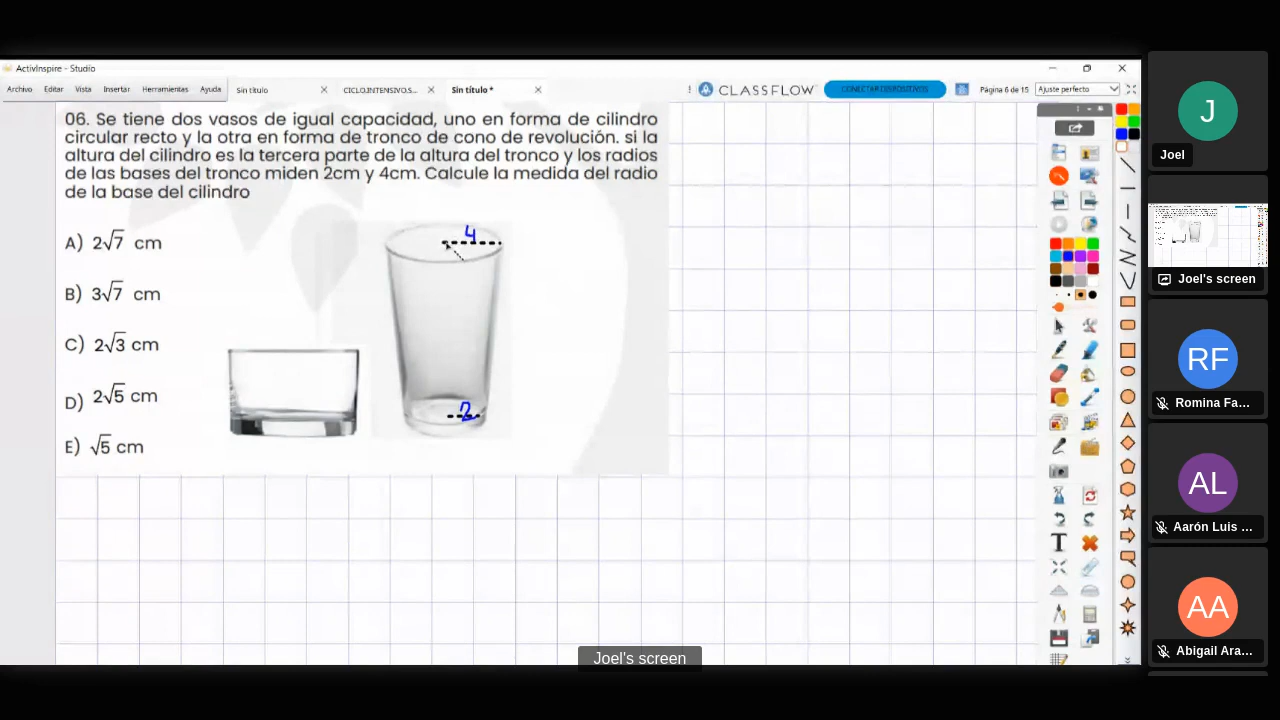 ActivInspire - Studio
Archivo Editar Vista Insertar Herramientas Ayuda
Sin título
CICLO.INTENSIVO.S...
Sin título *
CLASSFLOW
CONECTAR DISPOSITIVOS
Página 6 de 15
Ajuste perfecto
06. Se tiene dos vasos de igual capacidad, uno en forma de cilindro
circular recto y la otra en forma de tronco de cono de revolución. si la
altura del cilindro es la tercera parte de la altura del tronco y los radios
de las bases del tronco miden 2cm y 4cm. Calcule la medida del radio
de la base del cilindro
A) 2√7 cm
B) 3√7 cm
C) 2√3 cm
D) 2√5 cm
E) √5 cm
4
2
J
Joel
Joel's screen
RF
Romina Fa...
AL
Aarón Luis ...
AA
Abigail Ara...
Joel's screen